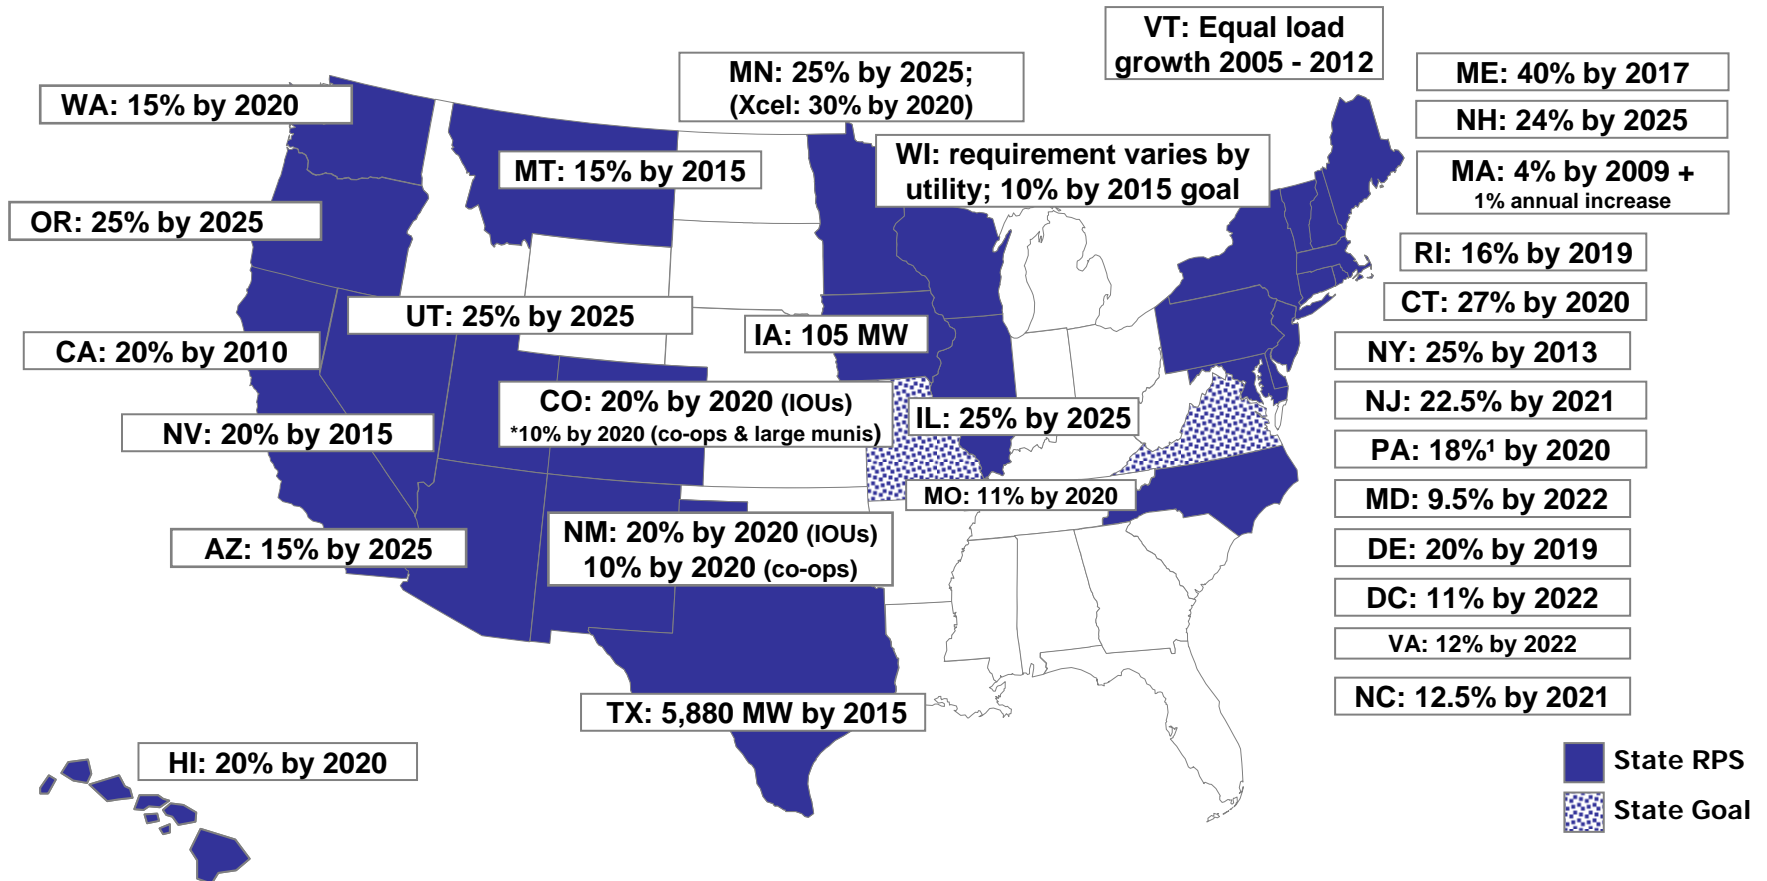 VT: Equal load
growth 2005 - 2012
MN: 25% by 2025;
(Xcel: 30% by 2020)
ME: 40% by 2017
WA: 15% by 2020
NH: 24% by 2025
WI: requirement varies by
utility; 10% by 2015 goal
MT: 15% by 2015
MA: 4% by 2009 +
1% annual increase
OR: 25% by 2025
RI: 16% by 2019
CT: 27% by 2020
UT: 25% by 2025
IA: 105 MW
CA: 20% by 2010
NY: 25% by 2013
CO: 20% by 2020 (IOUs)
*10% by 2020 (co-ops & large munis)
IL: 25% by 2025
NJ: 22.5% by 2021
NV: 20% by 2015
PA: 18%¹ by 2020
MO: 11% by 2020
MD: 9.5% by 2022
AZ: 15% by 2025
NM: 20% by 2020 (IOUs)
10% by 2020 (co-ops)
DE: 20% by 2019
DC: 11% by 2022
VA: 12% by 2022
NC: 12.5% by 2021
TX: 5,880 MW by 2015
HI: 20% by 2020
State RPS
State Goal